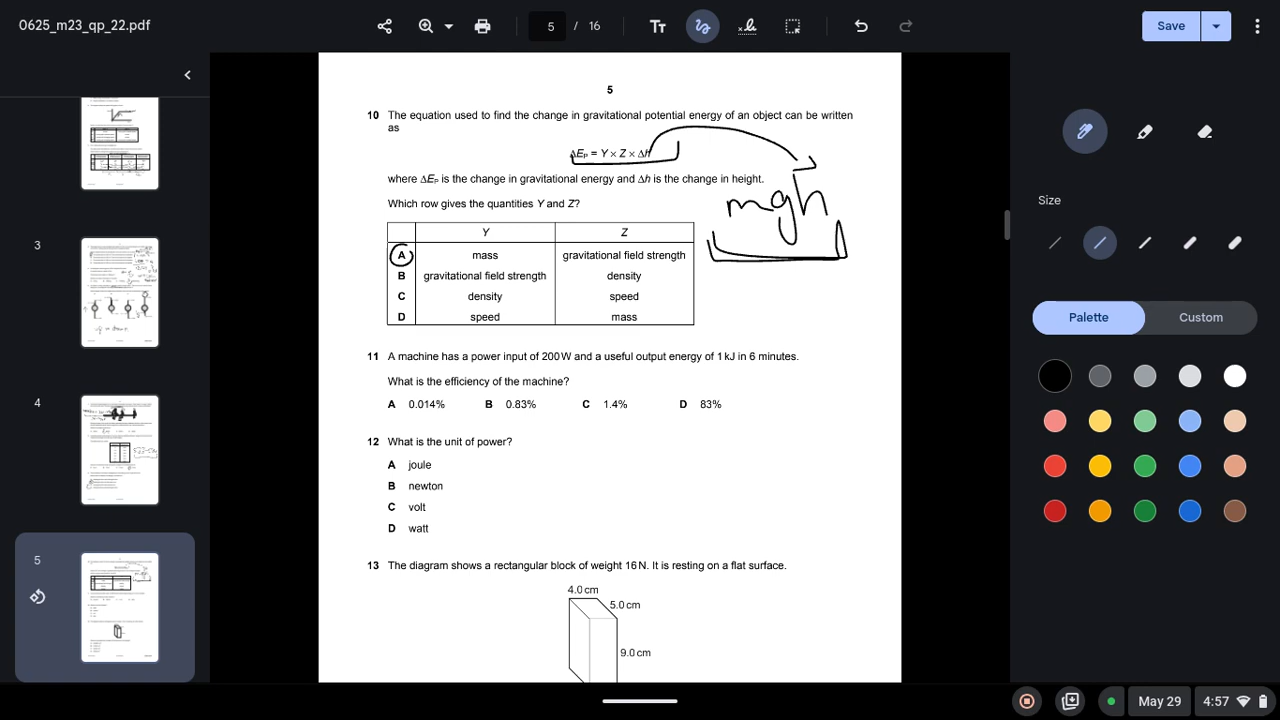 0625_m23_qp_22.pdf
5 / 16
Save
3
4
5
5
10 The equation used to find the change in gravitational potential energy of an object can be written
as
ΔEP = Y × Z × Δh
where ΔEP is the change in gravitational energy and Δh is the change in height.
Which row gives the quantities Y and Z?
mgh
Y Z
A mass gravitational field strength
B gravitational field strength density
C density speed
D speed mass
11 A machine has a power input of 200 W and a useful output energy of 1 kJ in 6 minutes.
What is the efficiency of the machine?
A 0.014% B 0.83% C 1.4% D 83%
12 What is the unit of power?
A joule
B newton
C volt
D watt
13 The diagram shows a rectangular block of weight 16 N. It is resting on a flat surface.
4.0 cm
5.0 cm
9.0 cm
Size
Palette Custom
May 29 4:57